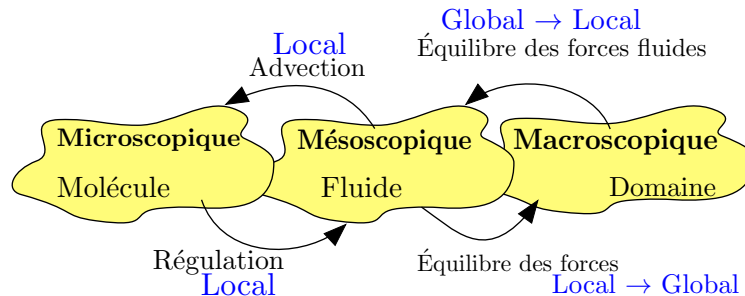 Global → Local
Équilibre des forces fluides
Local
Advection
Microscopique
Mésoscopique
Macroscopique
Molécule
Fluide
Domaine
Régulation
Local
Équilibre des forces
Local → Global